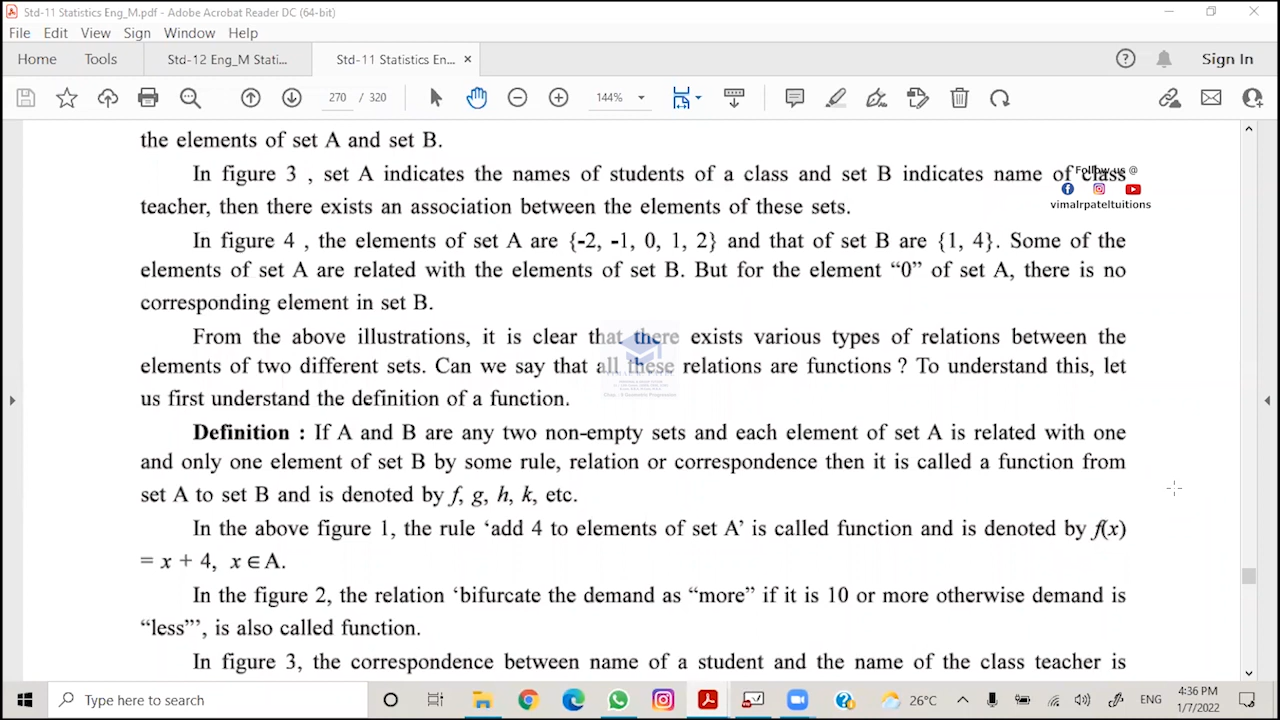 Std-11 Statistics Eng_M.pdf - Adobe Acrobat Reader DC (64-bit)
File Edit View Sign Window Help
Home Tools Std-12 Eng_M Stati... Std-11 Statistics En... × Sign In
270 / 320 144%
the elements of set A and set B.
In figure 3 , set A indicates the names of students of a class and set B indicates name of class
Follow us @
teacher, then there exists an association between the elements of these sets.
vimalrpateltuitions
In figure 4 , the elements of set A are {-2, -1, 0, 1, 2} and that of set B are {1, 4}. Some of the
elements of set A are related with the elements of set B. But for the element “0” of set A, there is no
corresponding element in set B.
From the above illustrations, it is clear that there exists various types of relations between the
elements of two different sets. Can we say that all these relations are functions ? To understand this, let
us first understand the definition of a function.
Definition : If A and B are any two non-empty sets and each element of set A is related with one
and only one element of set B by some rule, relation or correspondence then it is called a function from
set A to set B and is denoted by f, g, h, k, etc.
In the above figure 1, the rule ‘add 4 to elements of set A’ is called function and is denoted by f(x)
= x + 4, x ∈ A.
In the figure 2, the relation ‘bifurcate the demand as “more” if it is 10 or more otherwise demand is
“less”’, is also called function.
In figure 3, the correspondence between name of a student and the name of the class teacher is
Type here to search 26°C ENG 4:36 PM
1/7/2022